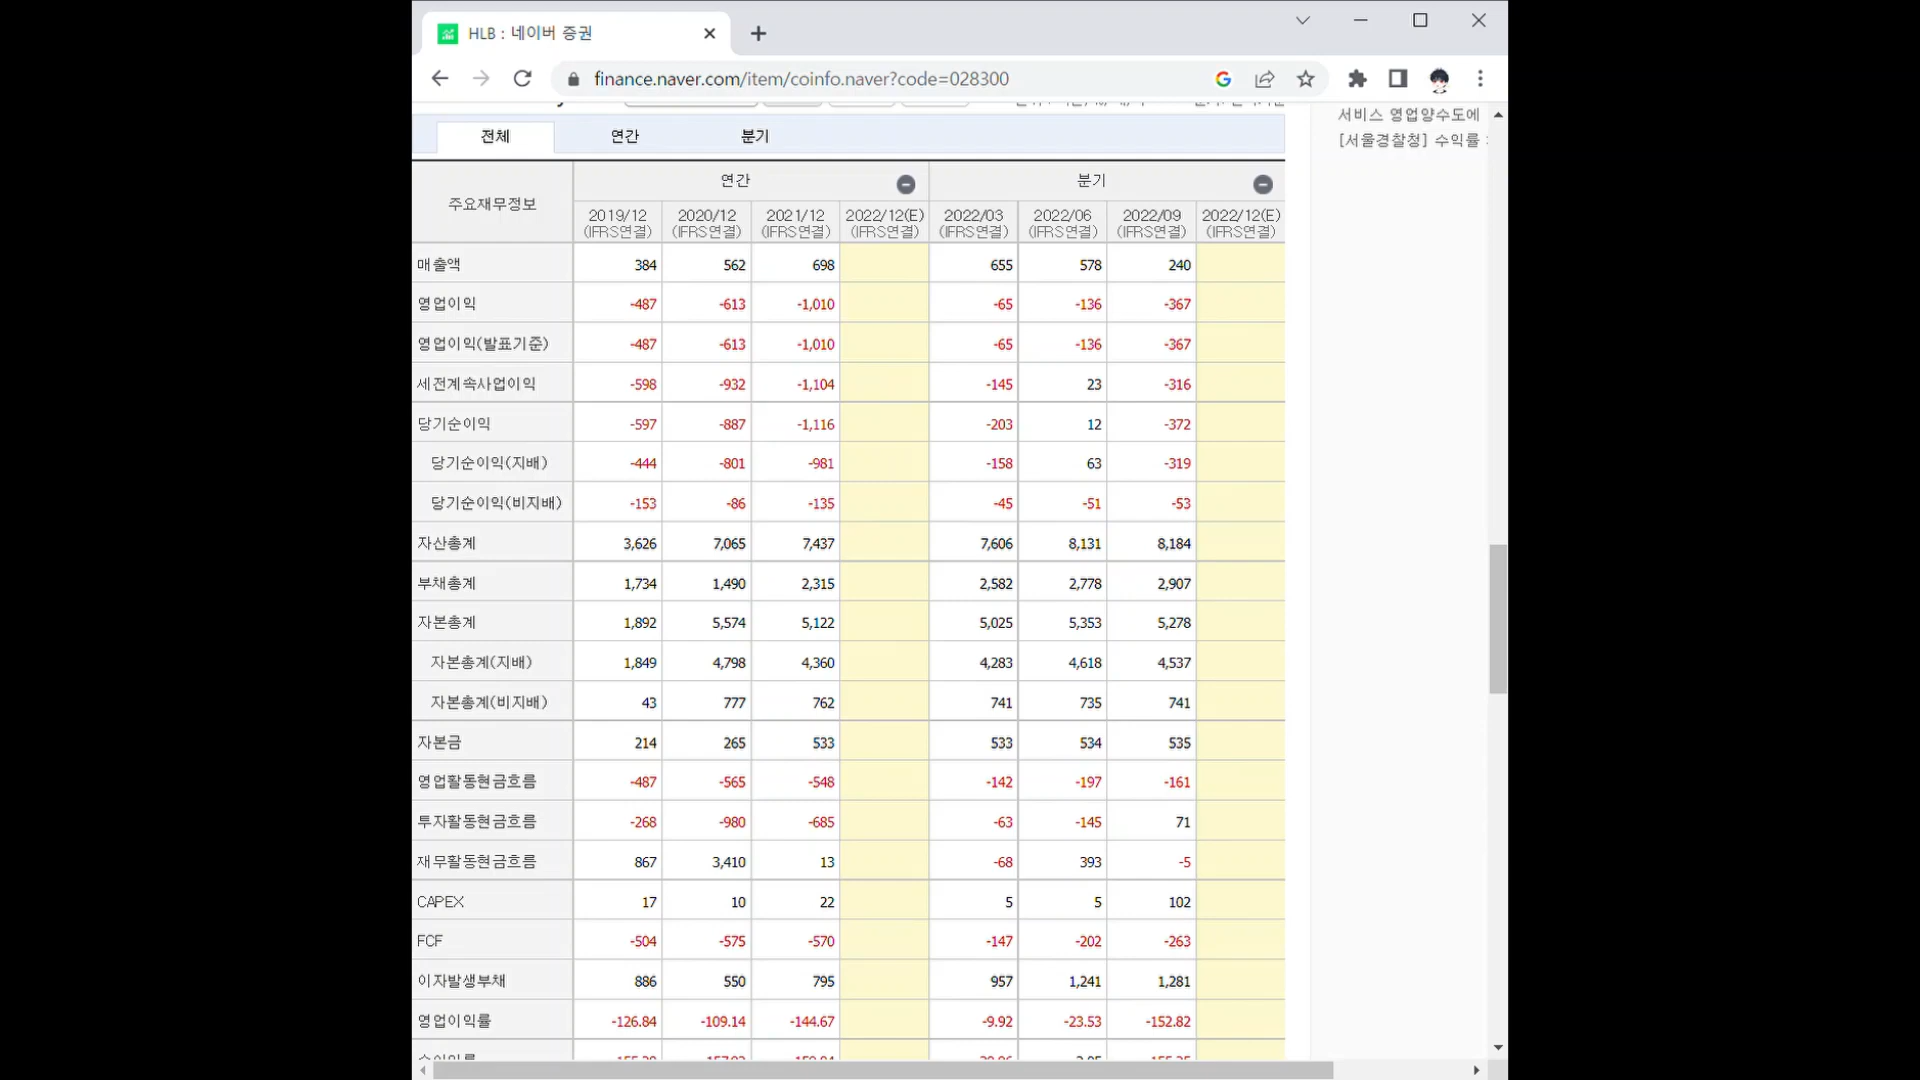 HLB : 네이버 증권
finance.naver.com/item/coinfo.naver?code=028300
서비스 영업양수도에
[서울경찰청] 수익률
전체 연간 분기
주요재무정보 연간 분기
2019/12 2020/12 2021/12 2022/12(E) 2022/03 2022/06 2022/09 2022/12(E)
(IFRS연결) (IFRS연결) (IFRS연결) (IFRS연결) (IFRS연결) (IFRS연결) (IFRS연결) (IFRS연결)
매출액 384 562 698 655 578 240
영업이익 -487 -613 -1,010 -65 -136 -367
영업이익(발표기준) -487 -613 -1,010 -65 -136 -367
세전계속사업이익 -598 -932 -1,104 -145 23 -316
당기순이익 -597 -887 -1,116 -203 12 -372
당기순이익(지배) -444 -801 -981 -158 63 -319
당기순이익(비지배) -153 -86 -135 -45 -51 -53
자산총계 3,626 7,065 7,437 7,606 8,131 8,184
부채총계 1,734 1,490 2,315 2,582 2,778 2,907
자본총계 1,892 5,574 5,122 5,025 5,353 5,278
자본총계(지배) 1,849 4,798 4,360 4,283 4,618 4,537
자본총계(비지배) 43 777 762 741 735 741
자본금 214 265 533 533 534 535
영업활동현금흐름 -487 -565 -548 -142 -197 -161
투자활동현금흐름 -268 -980 -685 -63 -145 71
재무활동현금흐름 867 3,410 13 -68 393 -5
CAPEX 17 10 22 5 5 102
FCF -504 -575 -570 -147 -202 -263
이자발생부채 886 550 795 957 1,241 1,281
영업이익률 -126.84 -109.14 -144.67 -9.92 -23.53 -152.82